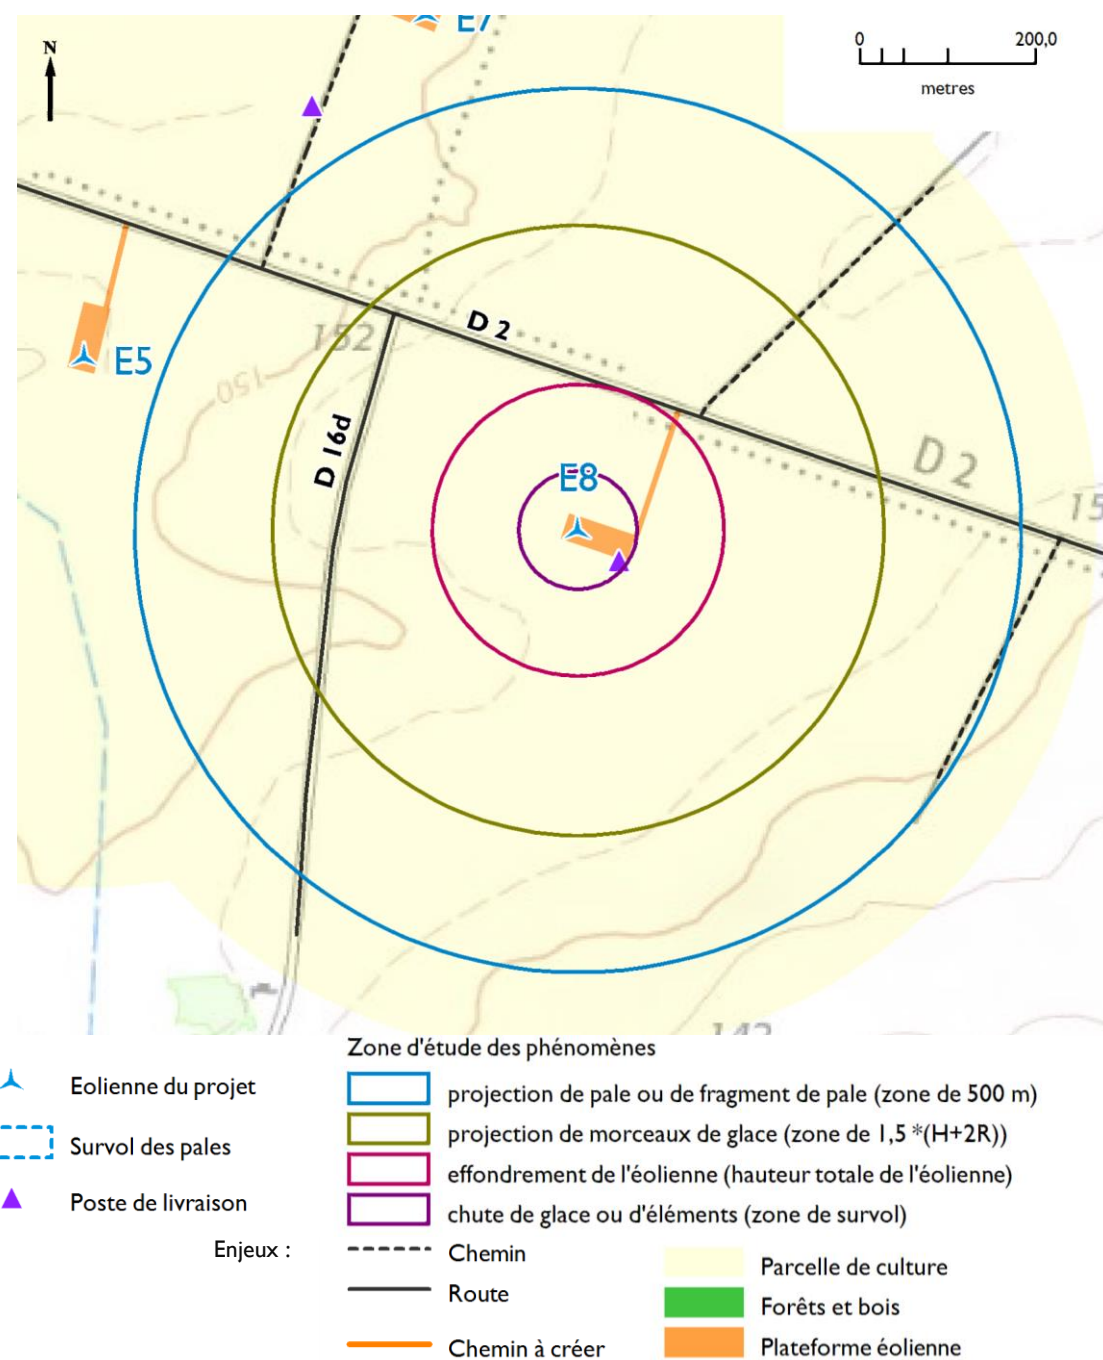 E7
N
0 200,0
metres
D 2
152
E5
150
D 16d
D 2
E8
15
142
Zone d'étude des phénomènes
Eolienne du projet
projection de pale ou de fragment de pale (zone de 500 m)
Survol des pales
projection de morceaux de glace (zone de 1,5 *(H+2R))
effondrement de l'éolienne (hauteur totale de l'éolienne)
Poste de livraison
chute de glace ou d'éléments (zone de survol)
Enjeux :
Chemin
Parcelle de culture
Route
Forêts et bois
Chemin à créer
Plateforme éolienne